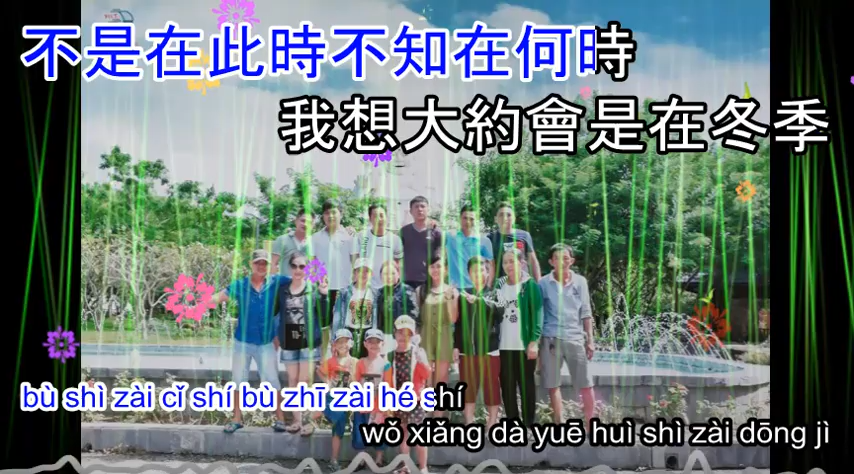 不是在此時不知在何時
我想大約會是在冬季
bù shì zài cǐ shí bù zhī zài hé shí
wǒ xiǎng dà yuē huì shì zài dōng jì